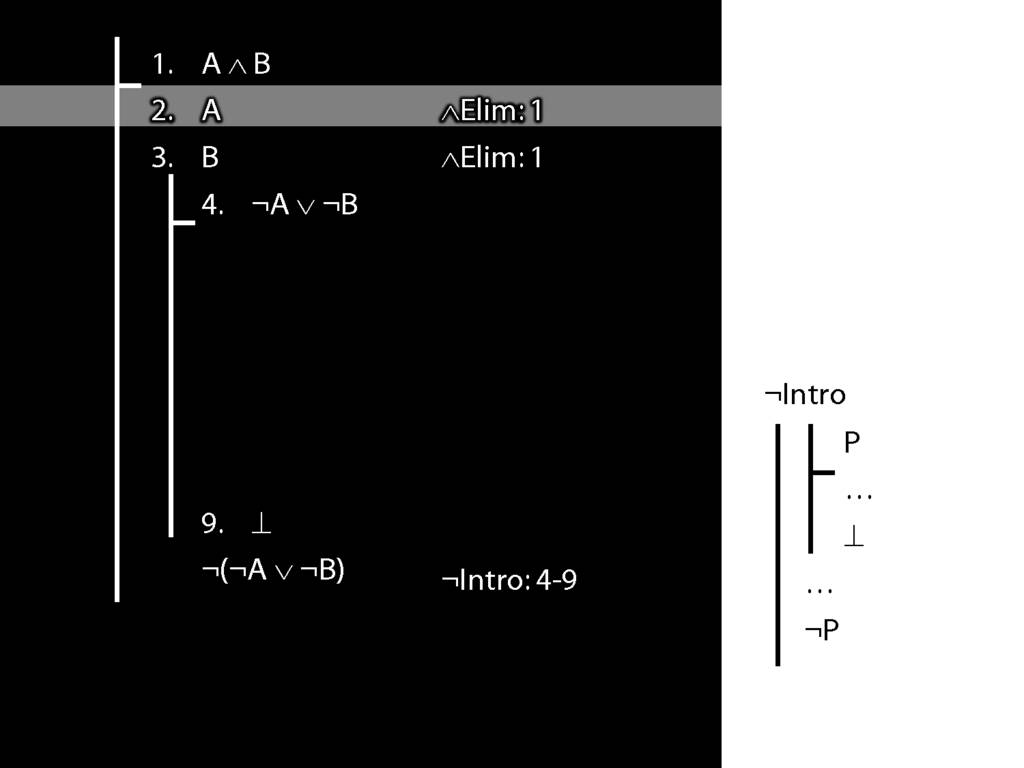 1. A ∧ B
2. A ∧Elim: 1
3. B ∧Elim: 1
4. ¬A ∨ ¬B
9. ⊥
¬(¬A ∨ ¬B) ¬Intro: 4-9
¬Intro
P
…
⊥
…
¬P